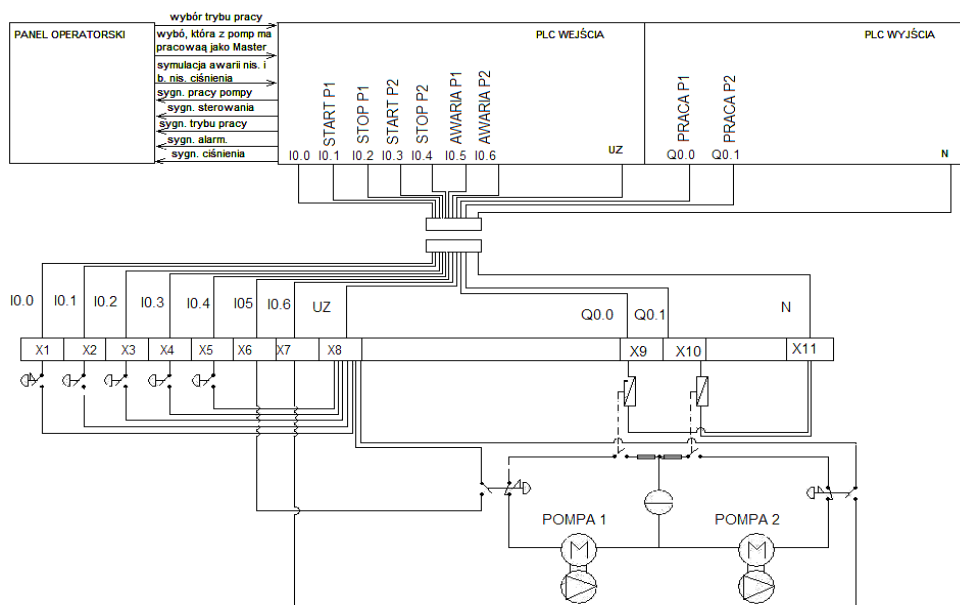 wybór trybu pracy
PANEL OPERATORSKI
wybó, która z pomp ma
pracowaą jako Master
symulacja awarii nis. i
b. nis. ciśnienia
sygn. pracy pompy
sygn. sterowania
sygn. trybu pracy
sygn. alarm.
sygn. ciśnienia
PLC WEJŚCIA
PLC WYJŚCIA
START P1
STOP P1
START P2
STOP P2
AWARIA P1
AWARIA P2
PRACA P1
PRACA P2
I0.0 I0.1 I0.2 I0.3 I0.4 I0.5 I0.6 UZ Q0.0 Q0.1 N
I0.0 I0.1 I0.2 I0.3 I0.4 I05 I0.6 UZ Q0.0 Q0.1 N
X1 X2 X3 X4 X5 X6 X7 X8 X9 X10 X11
POMPA 1 POMPA 2
M M